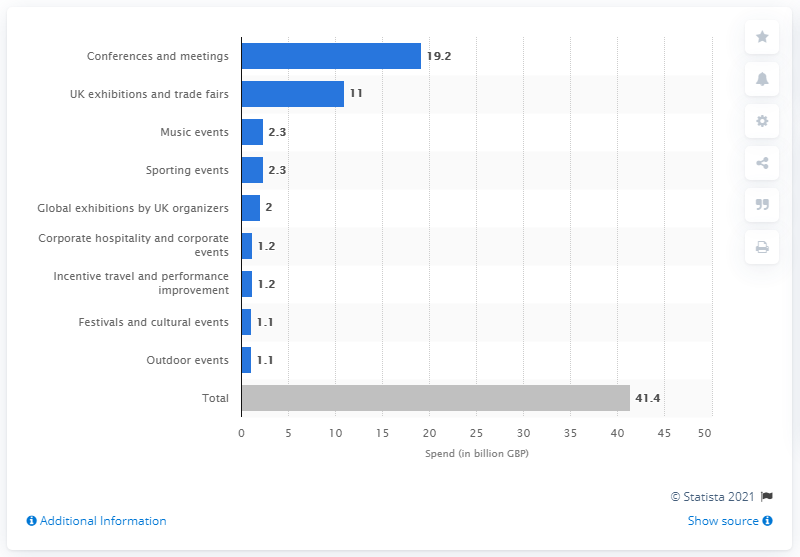 Conferences and meetings 19.2
UK exhibitions and trade fairs 11
Music events 2.3
Sporting events 2.3
Global exhibitions by UK organizers 2
Corporate hospitality and corporate
events 1.2
Incentive travel and performance
improvement 1.2
Festivals and cultural events 1.1
Outdoor events 1.1
Total 41.4
0 5 10 15 20 25 30 35 40 45 50
Spend (in billion GBP)
© Statista 2021
Additional Information
Show source